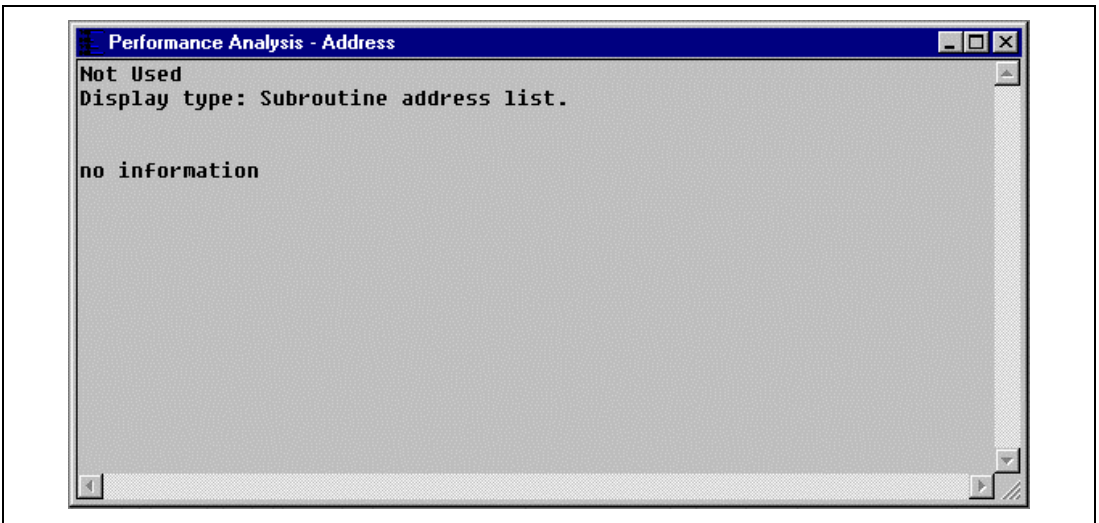 Performance Analysis - Address
Not Used
Display type: Subroutine address list.
no information